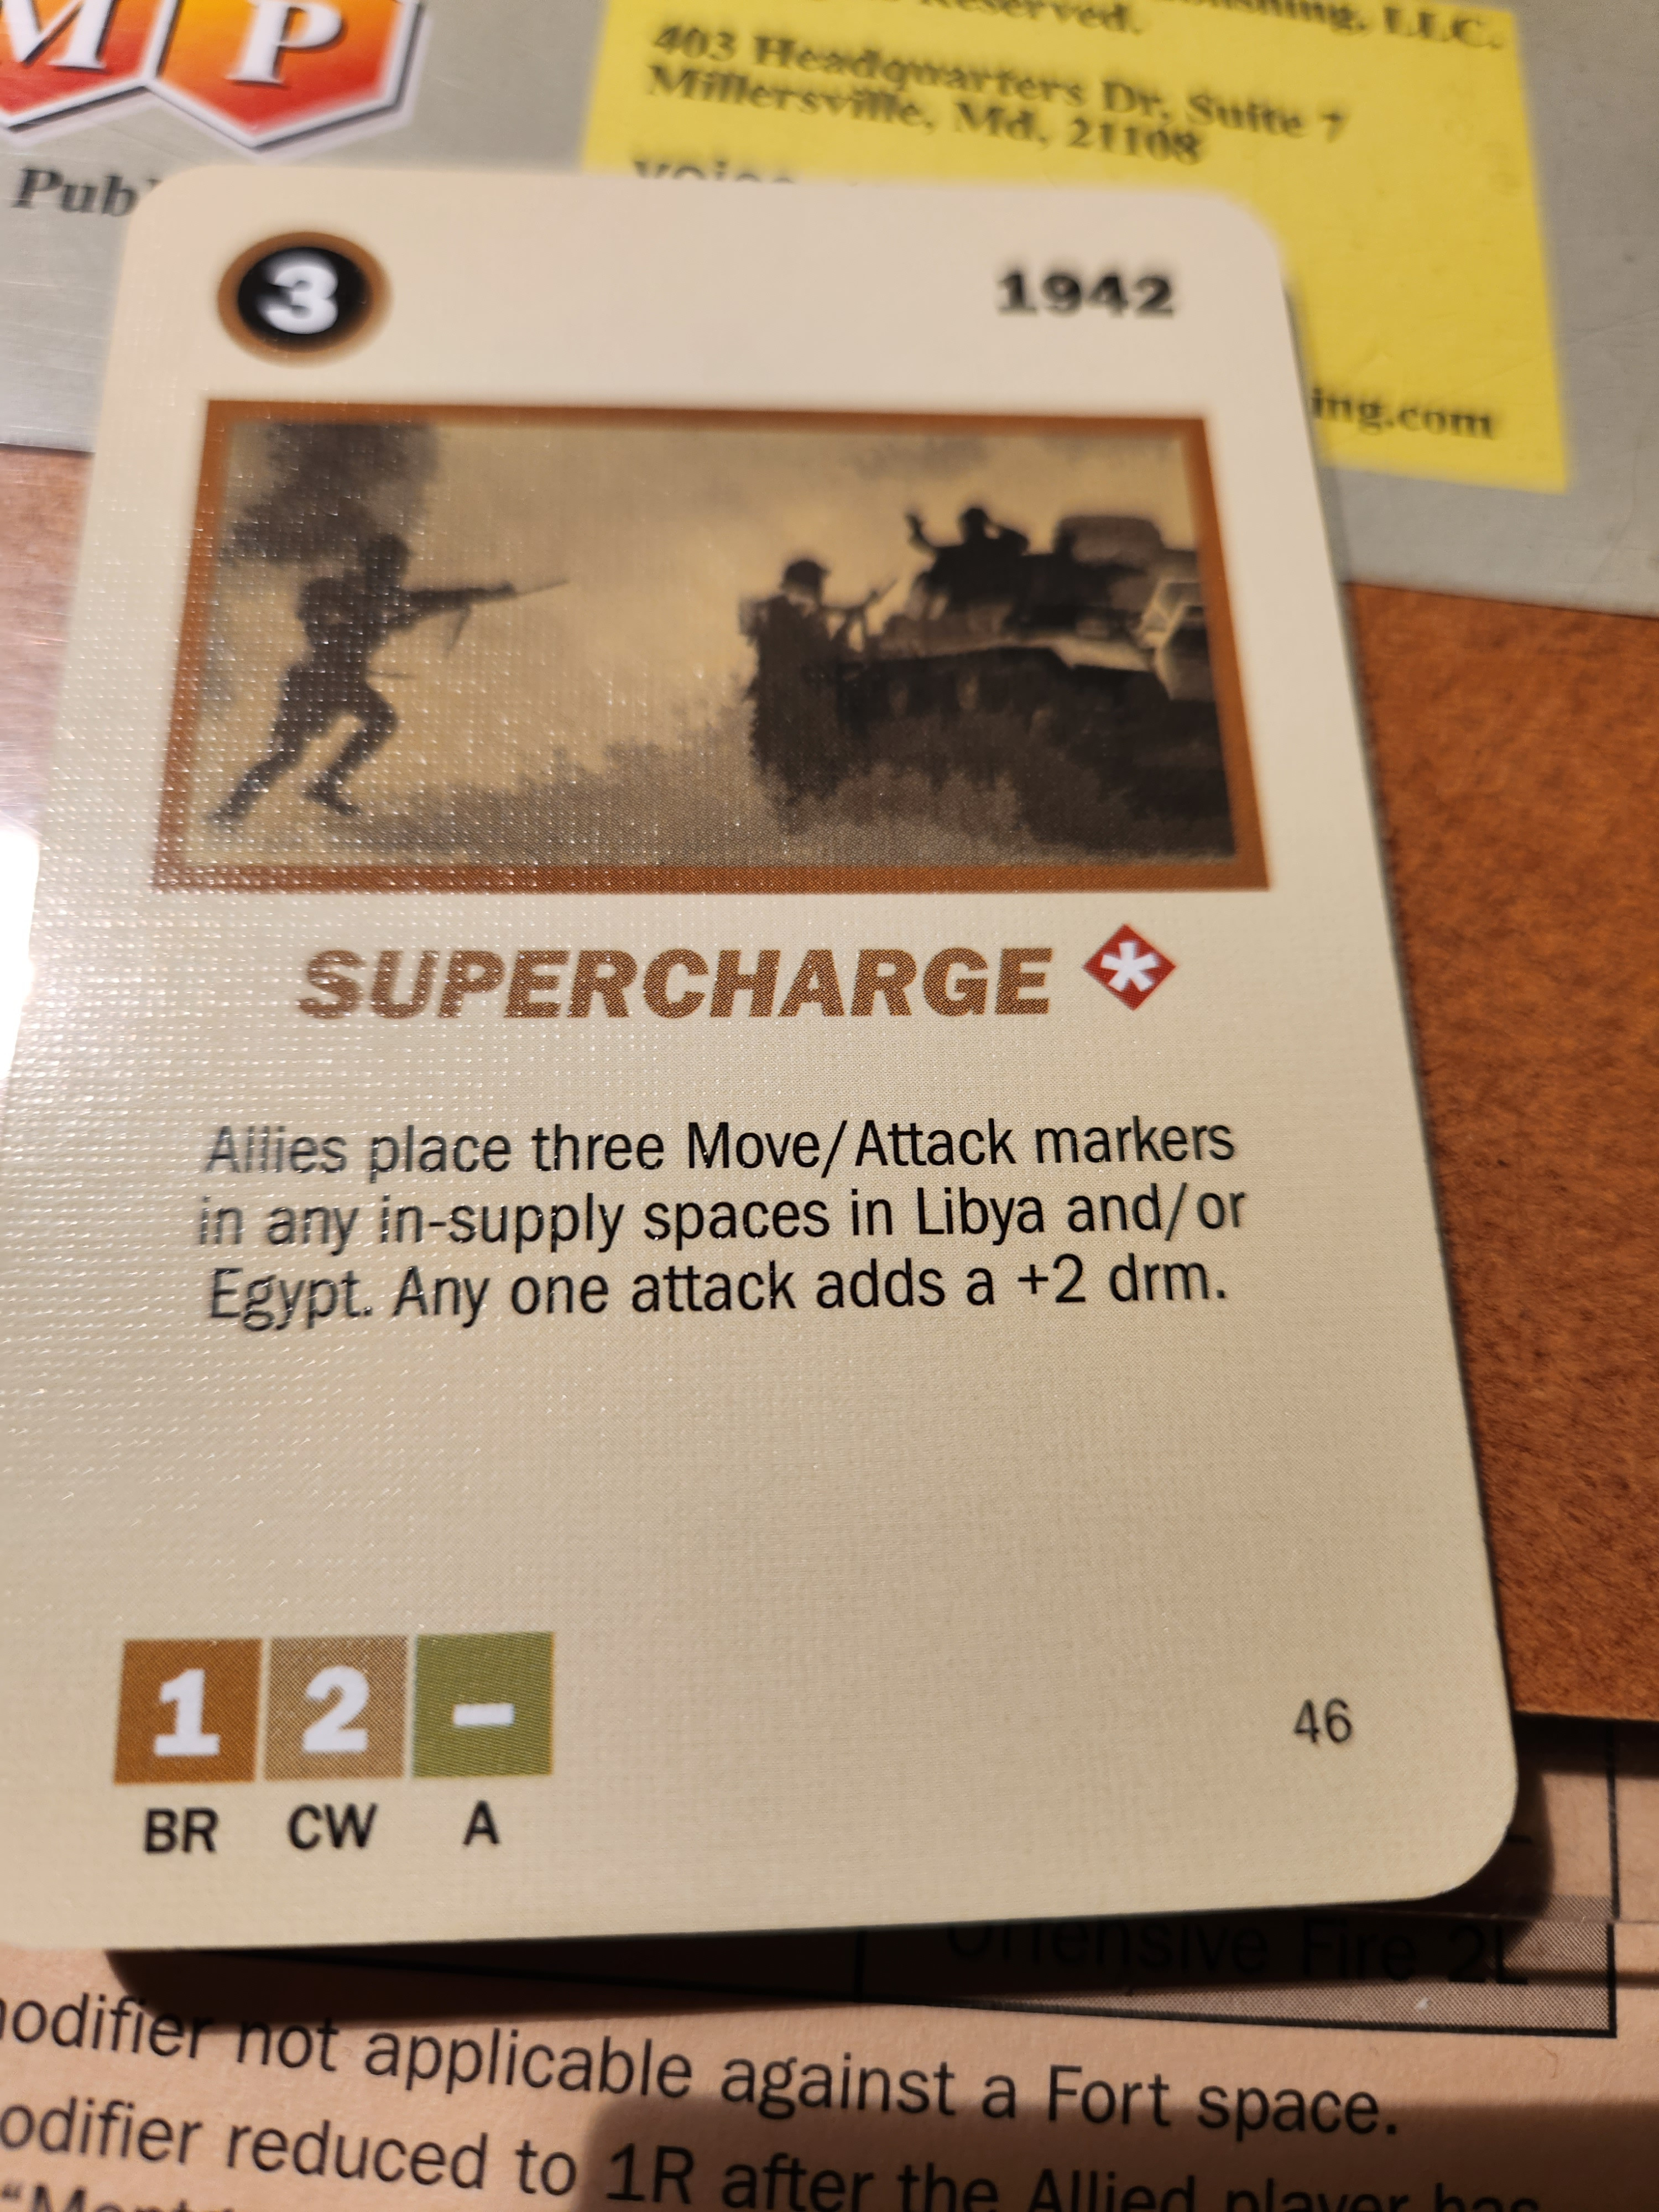 M P
Reserved.
LLC.
403 Headquarters Dr, Suite 7
Millersville, Md, 21108
ing.com
Pub
3
1942
SUPERCHARGE *
Allies place three Move/Attack markers
in any in-supply spaces in Libya and/or
Egypt. Any one attack adds a +2 drm.
1 2 –
BR CW A
46
Offensive Fire 2L
odifier not applicable against a Fort space.
odifier reduced to 1R after the Allied player has